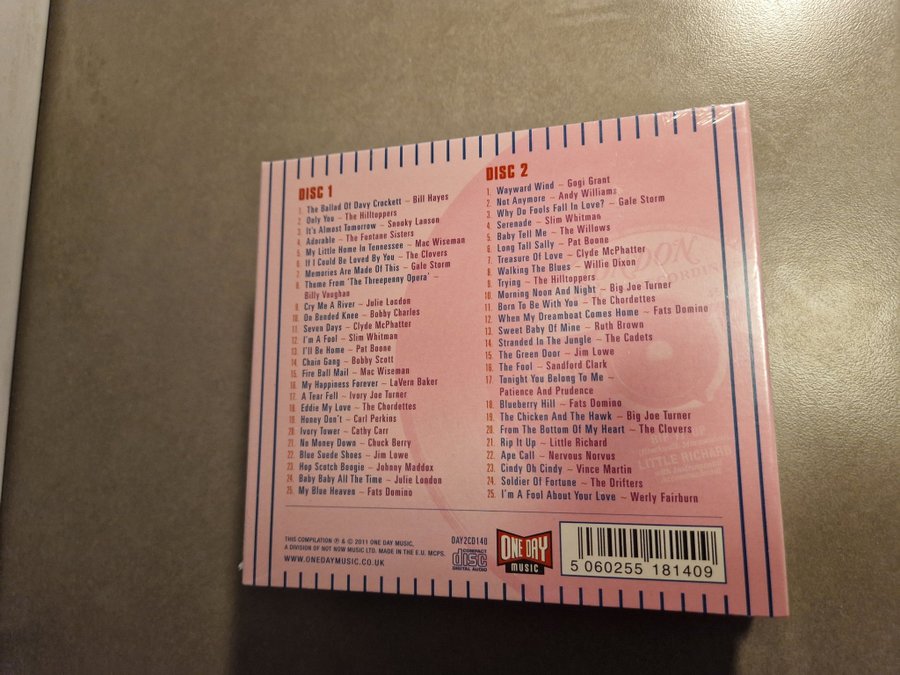 DISC 1
1. The Ballad Of Davy Crockett ~ Bill Hayes
2. Only You ~ The Hilltoppers
3. It's Almost Tomorrow ~ Snooky Lanson
4. Adorable ~ The Fontane Sisters
5. My Little Home In Tennessee ~ Mac Wiseman
6. If I Could Be Loved By You ~ The Clovers
7. Memories Are Made Of This ~ Gale Storm
8. Theme From 'The Threepenny Opera' ~
Billy Vaughan
9. Cry Me A River ~ Julie London
10. On Bended Knee ~ Bobby Charles
11. Seven Days ~ Clyde McPhatter
12. I'm A Fool ~ Slim Whitman
13. I'll Be Home ~ Pat Boone
14. Chain Gang ~ Bobby Scott
15. Fire Ball Mail ~ Mac Wiseman
16. My Happiness Forever ~ LaVern Baker
17. A Tear Fell ~ Ivory Joe Turner
18. Eddie My Love ~ The Chordettes
19. Honey Don't ~ Carl Perkins
20. Ivory Tower ~ Cathy Carr
21. No Money Down ~ Chuck Berry
22. Blue Suede Shoes ~ Jim Lowe
23. Hop Scotch Boogie ~ Johnny Maddox
24. Baby Baby All The Time ~ Julie London
25. My Blue Heaven ~ Fats Domino
DISC 2
1. Wayward Wind ~ Gogi Grant
2. Not Anymore ~ Andy Williams
3. Why Do Fools Fall In Love? ~ Gale Storm
4. Serenade ~ Slim Whitman
5. Baby Tell Me ~ The Willows
6. Long Tall Sally ~ Pat Boone
7. Treasure Of Love ~ Clyde McPhatter
8. Walking The Blues ~ Willie Dixon
9. Trying ~ The Hilltoppers
10. Morning Noon And Night ~ Big Joe Turner
11. Born To Be With You ~ The Chordettes
12. When My Dreamboat Comes Home ~ Fats Domino
13. Sweet Baby Of Mine ~ Ruth Brown
14. Stranded In The Jungle ~ The Cadets
15. The Green Door ~ Jim Lowe
16. The Fool ~ Sandford Clark
17. Tonight You Belong To Me ~
Patience And Prudence
18. Blueberry Hill ~ Fats Domino
19. The Chicken And The Hawk ~ Big Joe Turner
20. From The Bottom Of My Heart ~ The Clovers
21. Rip It Up ~ Little Richard
22. Ape Call ~ Nervous Norvus
23. Cindy Oh Cindy ~ Vince Martin
24. Soldier Of Fortune ~ The Drifters
25. I'm A Fool About Your Love ~ Werly Fairburn
LITTLE RICHARD
THIS COMPILATION ℗ & © 2011 ONE DAY MUSIC.
A DIVISION OF NOT NOW MUSIC LTD. MADE IN THE E.U. MCPS.
WWW.ONEDAYMUSIC.CO.UK
DAY2CD140
COMPACT
disc
DIGITAL AUDIO
ONE DAY
MUSIC
5 060255 181409